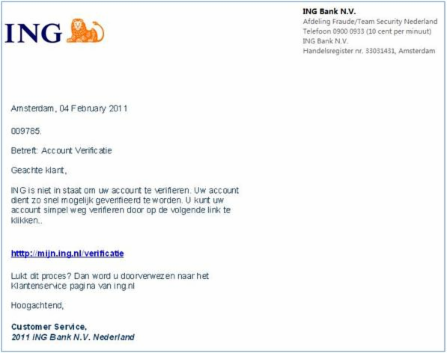 ING
ING Bank N.V.
Afdeling Fraude/Team Security Nederland
Telefoon 0900 0933 (10 cent per minuut)
ING Bank N.V.
Handelsregister nr. 33031431, Amsterdam
Amsterdam, 04 February 2011
009785.
Betreft: Account Verificatie
Geachte klant,
ING is niet in staat om uw account te verifieren. Uw account
dient zo snel mogelijk geverifieerd te worden. U kunt uw
account simpel weg verifieren door op de volgende link te
klikken..
htttp://mijn.ing.nl/verificatie
Lukt dit proces? Dan word u doorverwezen naar het
Klantenservice pagina van ing.nl
Hoogachtend,
Customer Service,
2011 ING Bank N.V. Nederland